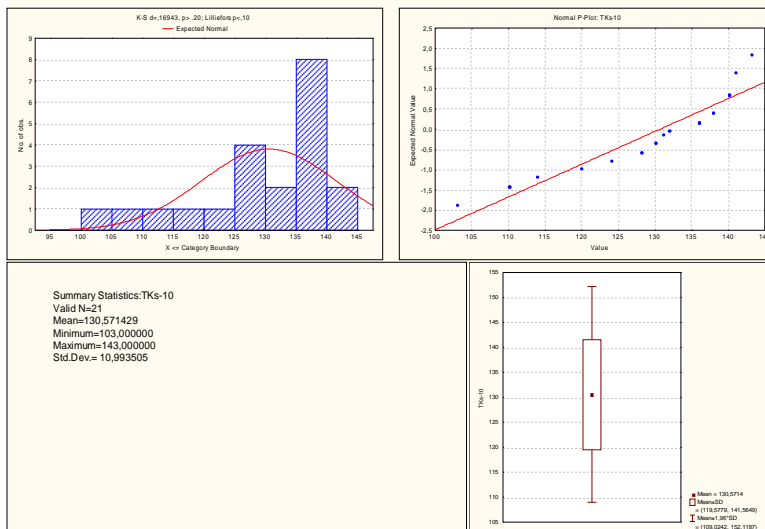 K-S d=,16943, p> .20; Lilliefors p<,10
Expected Normal
No. of obs.
9
8
7
6
5
4
3
2
1
0
95 100 105 110 115 120 125 130 135 140 145
X <= Category Boundary
Normal P-Plot: TKs-10
Expected Normal Value
2,5
2,0
1,5
1,0
0,5
0,0
-0,5
-1,0
-1,5
-2,0
-2,5
100 105 110 115 120 125 130 135 140 145
Value
Summary Statistics:TKs-10
Valid N=21
Mean=130,571429
Minimum=103,000000
Maximum=143,000000
Std.Dev.= 10,993505
TKs-10
155
150
145
140
135
130
125
120
115
110
105
Mean = 130,5714
Mean±SD
= (119,5779, 141,5649)
Mean±1,96*SD
= (109,0242, 152,1187)